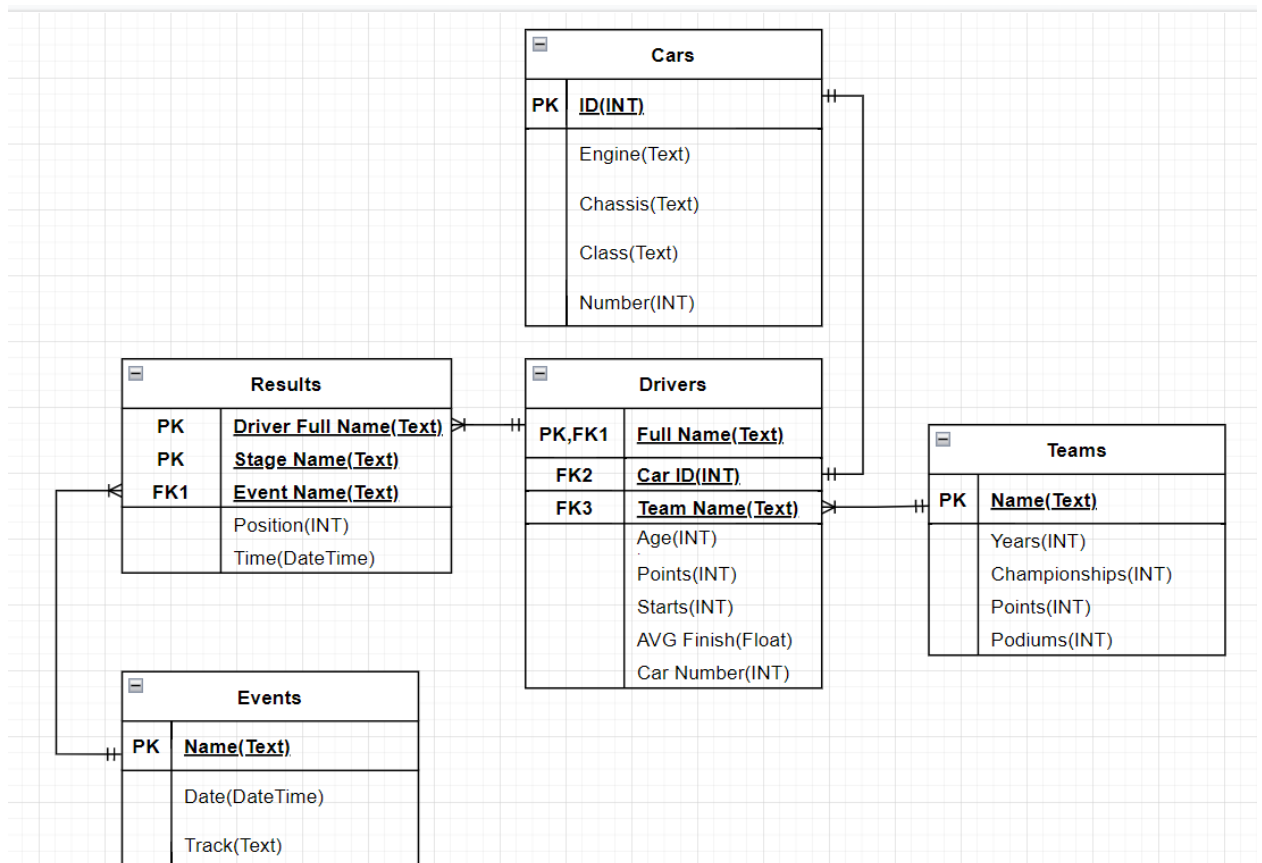 Cars
PK ID(INT)
Engine(Text)
Chassis(Text)
Class(Text)
Number(INT)
Results
PK Driver Full Name(Text)
PK Stage Name(Text)
FK1 Event Name(Text)
Position(INT)
Time(DateTime)
Drivers
PK,FK1 Full Name(Text)
FK2 Car ID(INT)
FK3 Team Name(Text)
Age(INT)
Points(INT)
Starts(INT)
AVG Finish(Float)
Car Number(INT)
Teams
PK Name(Text)
Years(INT)
Championships(INT)
Points(INT)
Podiums(INT)
Events
PK Name(Text)
Date(DateTime)
Track(Text)